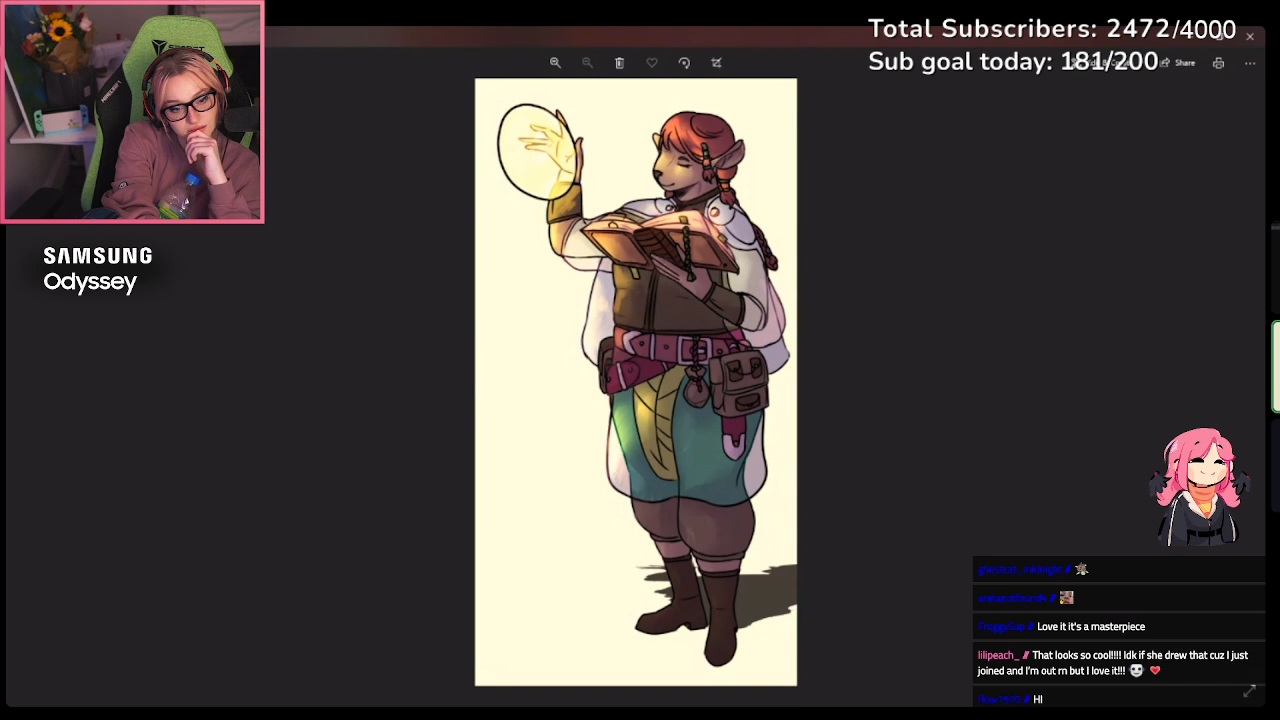 Total Subscribers: 2472/4000
Sub goal today: 181/200
Share
SAMSUNG
Odyssey
Love it it's a masterpiece
lilipeach_ // That looks so cool!!!! Idk if she drew that cuz I just
joined and I'm out rn but I love it!!!
HI